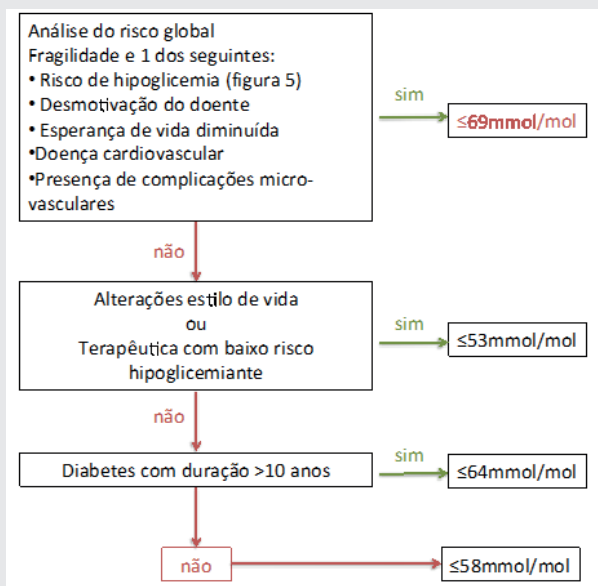 Análise do risco global
Fragilidade e 1 dos seguintes:
• Risco de hipoglicemia (figura 5)
• Desmotivação do doente
• Esperança de vida diminuída
•Doença cardiovascular
•Presença de complicações micro-
vasculares
sim
≤69mmol/mol
não
Alterações estilo de vida
ou
Terapêutica com baixo risco
hipoglicemiante
sim
≤53mmol/mol
não
Diabetes com duração >10 anos
sim
≤64mmol/mol
não
≤58mmol/mol